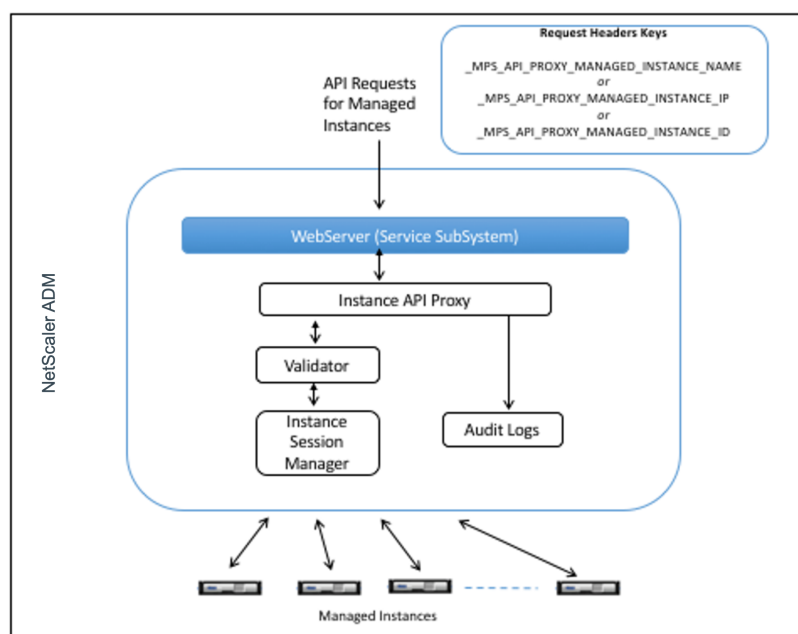 Request Headers Keys
_MPS_API_PROXY_MANAGED_INSTANCE_NAME
or
_MPS_API_PROXY_MANAGED_INSTANCE_IP
or
_MPS_API_PROXY_MANAGED_INSTANCE_ID
API Requests
for Managed
Instances
NetScaler ADM
WebServer (Service SubSystem)
Instance API Proxy
Validator
Instance
Session
Manager
Audit Logs
Managed Instances